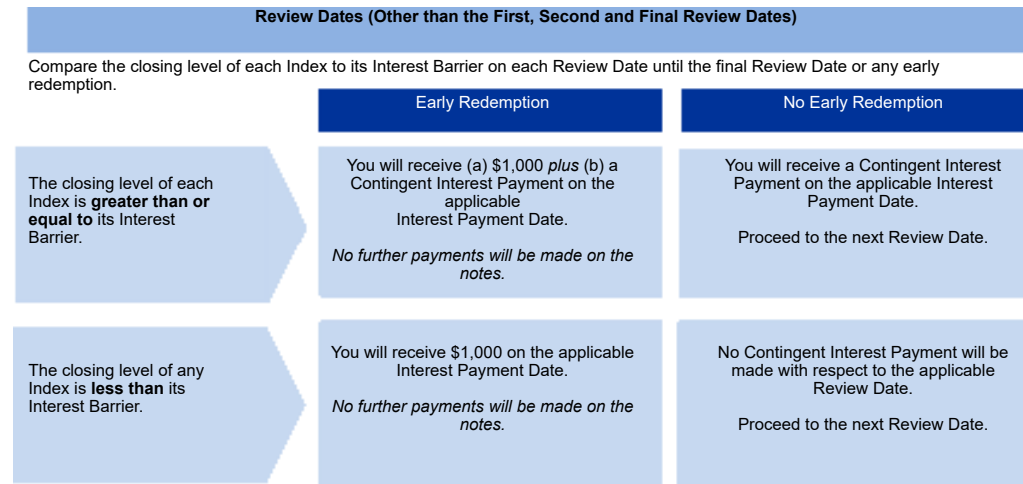 Review Dates (Other than the First, Second and Final Review Dates)
Compare the closing level of each Index to its Interest Barrier on each Review Date until the final Review Date or any early
redemption.
Early Redemption
No Early Redemption
The closing level of each
Index is greater than or
equal to its Interest
Barrier.
You will receive (a) $1,000 plus (b) a
Contingent Interest Payment on the
applicable
Interest Payment Date.
No further payments will be made on the
notes.
You will receive a Contingent Interest
Payment on the applicable Interest
Payment Date.
Proceed to the next Review Date.
The closing level of any
Index is less than its
Interest Barrier.
You will receive $1,000 on the applicable
Interest Payment Date.
No further payments will be made on the
notes.
No Contingent Interest Payment will be
made with respect to the applicable
Review Date.
Proceed to the next Review Date.